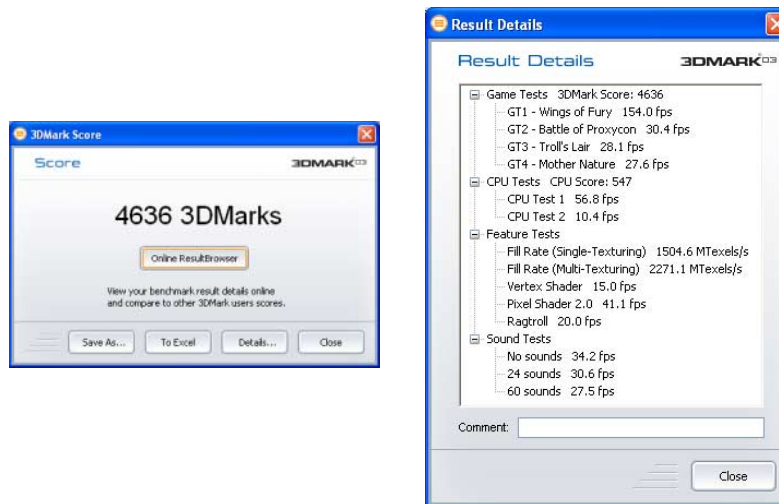 3DMark Score
Score
3DMARK03
4636 3DMarks
Online ResultBrowser
View your benchmark result details online
and compare to other 3DMark users scores.
Save As... To Excel Details... Close
Result Details
Result Details
3DMARK03
Game Tests 3DMark Score: 4636
GT1 - Wings of Fury 154.0 fps
GT2 - Battle of Proxycon 30.4 fps
GT3 - Troll's Lair 28.1 fps
GT4 - Mother Nature 27.6 fps
CPU Tests CPU Score: 547
CPU Test 1 56.8 fps
CPU Test 2 10.4 fps
Feature Tests
Fill Rate (Single-Texturing) 1504.6 MTexels/s
Fill Rate (Multi-Texturing) 2271.1 MTexels/s
Vertex Shader 15.0 fps
Pixel Shader 2.0 41.1 fps
Ragtroll 20.0 fps
Sound Tests
No sounds 34.2 fps
24 sounds 30.6 fps
60 sounds 27.5 fps
Comment:
Close